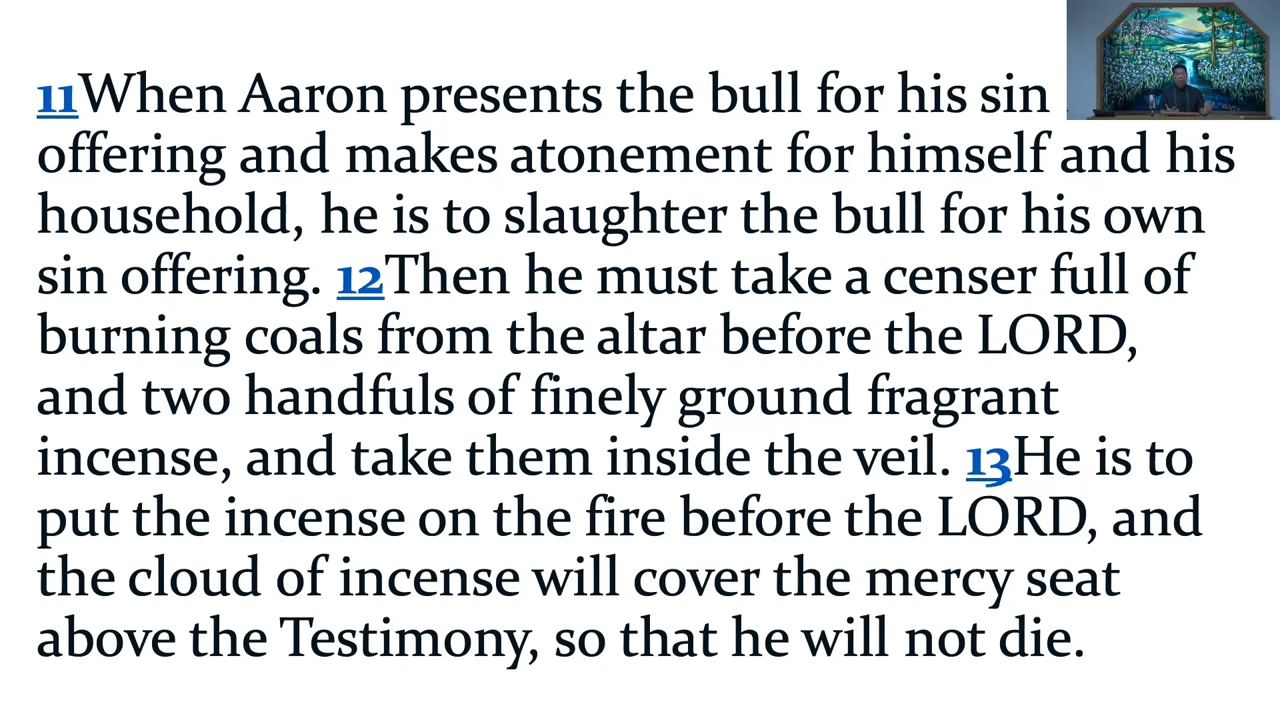 11When Aaron presents the bull for his sin
offering and makes atonement for himself and his
household, he is to slaughter the bull for his own
sin offering. 12Then he must take a censer full of
burning coals from the altar before the LORD,
and two handfuls of finely ground fragrant
incense, and take them inside the veil. 13He is to
put the incense on the fire before the LORD, and
the cloud of incense will cover the mercy seat
above the Testimony, so that he will not die.